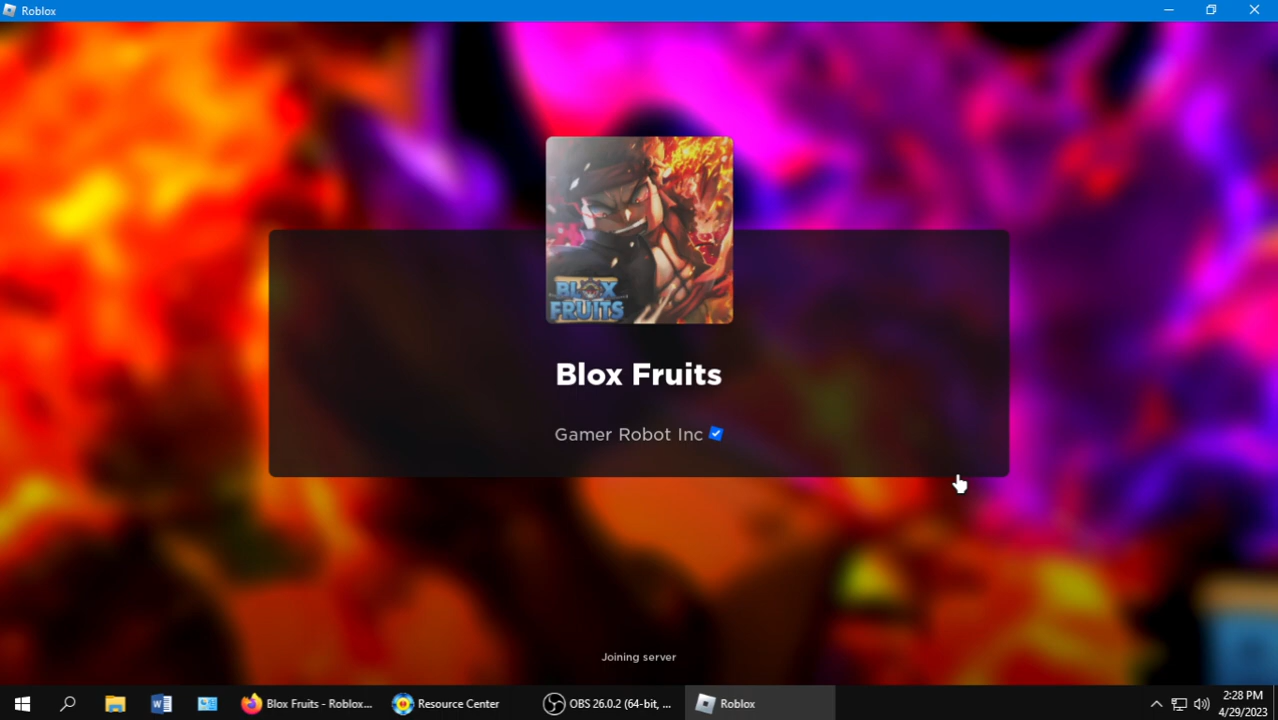 Roblox
BLOX
FRUITS
Blox Fruits
Gamer Robot Inc
Joining server
Blox Fruits - Roblox...
Resource Center
OBS 26.0.2 (64-bit, ...
Roblox
2:28 PM
4/29/2023